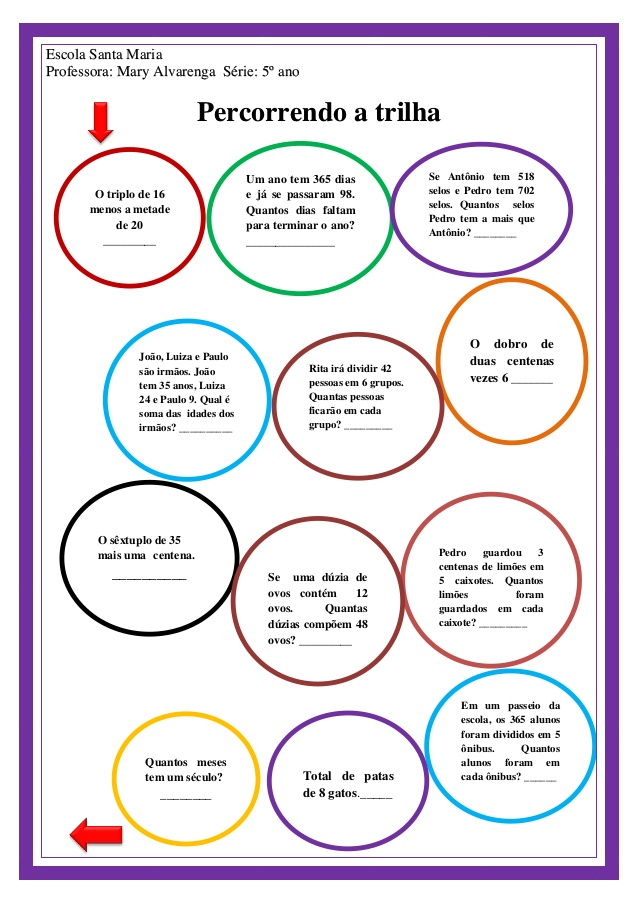 Escola Santa Maria
Professora: Mary Alvarenga  Série: 5º ano
Percorrendo a trilha
O triplo de 16
menos a metade
de 20
_________
Um ano tem 365 dias
e já se passaram 98.
Quantos dias faltam
para terminar o ano?
_______________
Se Antônio tem 518
selos e Pedro tem 702
selos. Quantos selos
Pedro tem a mais que
Antônio? ________
O dobro de
duas centenas
vezes 6 _______
Rita irá dividir 42
pessoas em 6 grupos.
Quantas pessoas
ficarão em cada
grupo? _________
João, Luiza e Paulo
são irmãos. João
tem 35 anos, Luiza
24 e Paulo 9. Qual é
soma das idades dos
irmãos? __________
O sêxtuplo de 35
mais uma centena.
_____________
Se uma dúzia de
ovos contém 12
ovos. Quantas
dúzias compõem 48
ovos? _________
Pedro guardou 3
centenas de limões em
5 caixotes. Quantos
limões foram
guardados em cada
caixote? _________
Em um passeio da
escola, os 365 alunos
foram divididos em 5
ônibus. Quantos
alunos foram em
cada ônibus? ______
Total de patas
de 8 gatos._____
Quantos meses
tem um século?
_________